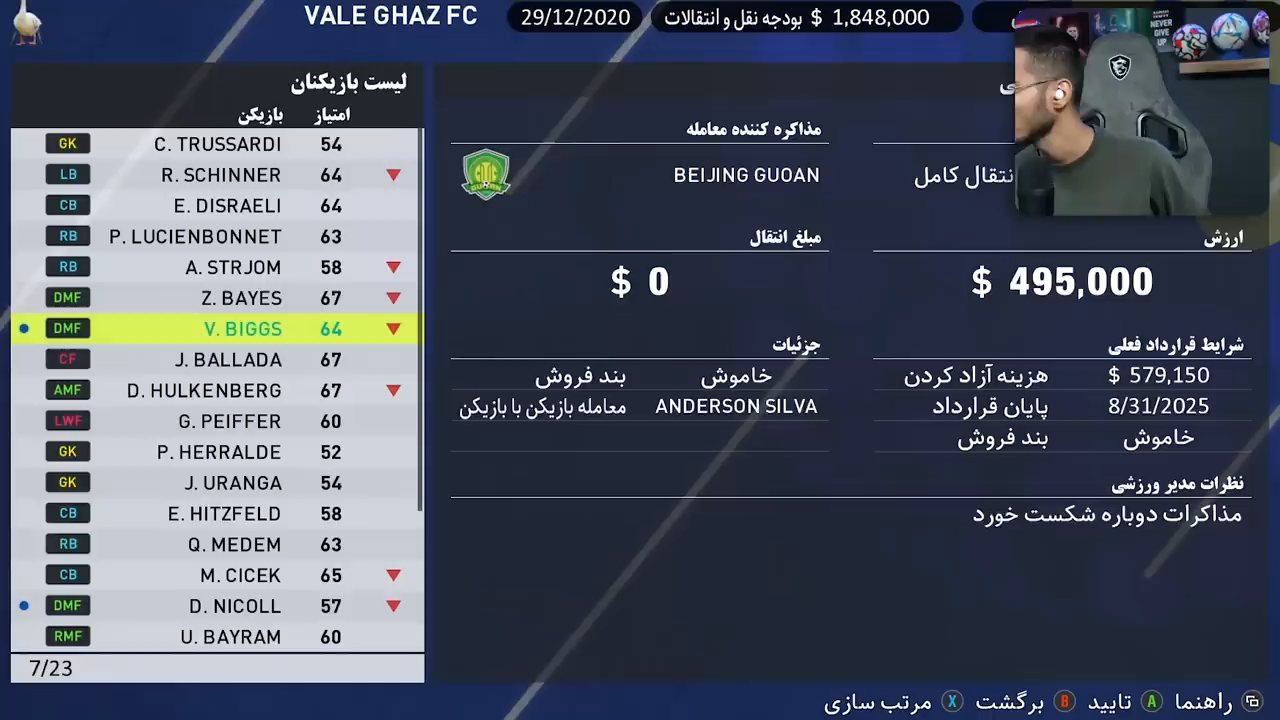 VALE GHAZ FC
29/12/2020
بودجه نقل و انتقالات $ 1,848,000
NEVER GIVE UP
لیست بازیکنان
بازیکن امتیاز
GK C. TRUSSARDI 54
LB R. SCHINNER 64
CB E. DISRAELI 64
RB P. LUCIENBONNET 63
RB A. STRJOM 58
DMF Z. BAYES 67
DMF V. BIGGS 64
CF J. BALLADA 67
AMF D. HULKENBERG 67
LWF G. PEIFFER 60
GK P. HERRALDE 52
GK J. URANGA 54
CB E. HITZFELD 58
RB Q. MEDEM 63
CB M. CICEK 65
DMF D. NICOLL 57
RMF U. BAYRAM 60
7/23
مذاکره کننده معامله
BEIJING GUOAN
نتقال کامل
مبلغ انتقال
$ 0
ارزش
$ 495,000
جزئیات
بند فروش خاموش
معامله بازیکن با بازیکن ANDERSON SILVA
شرایط قرارداد فعلی
هزینه آزاد کردن $ 579,150
پایان قرارداد 8/31/2025
بند فروش خاموش
نظرات مدیر ورزشی
مذاکرات دوباره شکست خورد
راهنما A تایید B برگشت X مرتب سازی